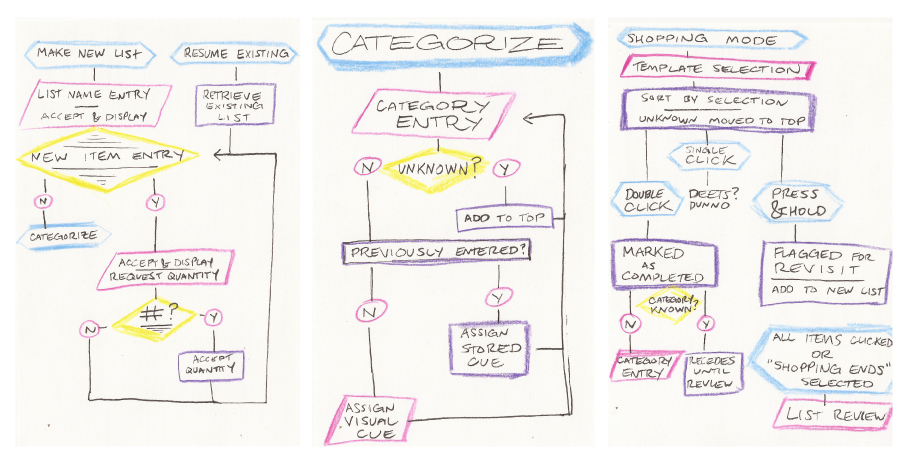 MAKE NEW LIST
RESUME EXISTING
LIST NAME ENTRY
ACCEPT & DISPLAY
RETRIEVE
EXISTING
LIST
NEW ITEM ENTRY
N
Y
CATEGORIZE
ACCEPT & DISPLAY
REQUEST QUANTITY
#?
N
Y
ACCEPT
QUANTITY
CATEGORIZE
CATEGORY
ENTRY
N
UNKNOWN?
Y
ADD TO TOP
PREVIOUSLY ENTERED?
N
Y
ASSIGN
STORED
CUE
ASSIGN
VISUAL
CUE
SHOPPING MODE
TEMPLATE SELECTION
SORT BY SELECTION
UNKNOWN MOVED TO TOP
SINGLE
CLICK
DOUBLE
CLICK
DEETS?
DUNNO
PRESS
& HOLD
MARKED
AS
COMPLETED
FLAGGED FOR
REVISIT
ADD TO NEW LIST
CATEGORY
KNOWN?
N
Y
CATEGORY
ENTRY
RECEDES
UNTIL
REVIEW
ALL ITEMS CLICKED
OR
"SHOPPING ENDS"
SELECTED
LIST REVIEW